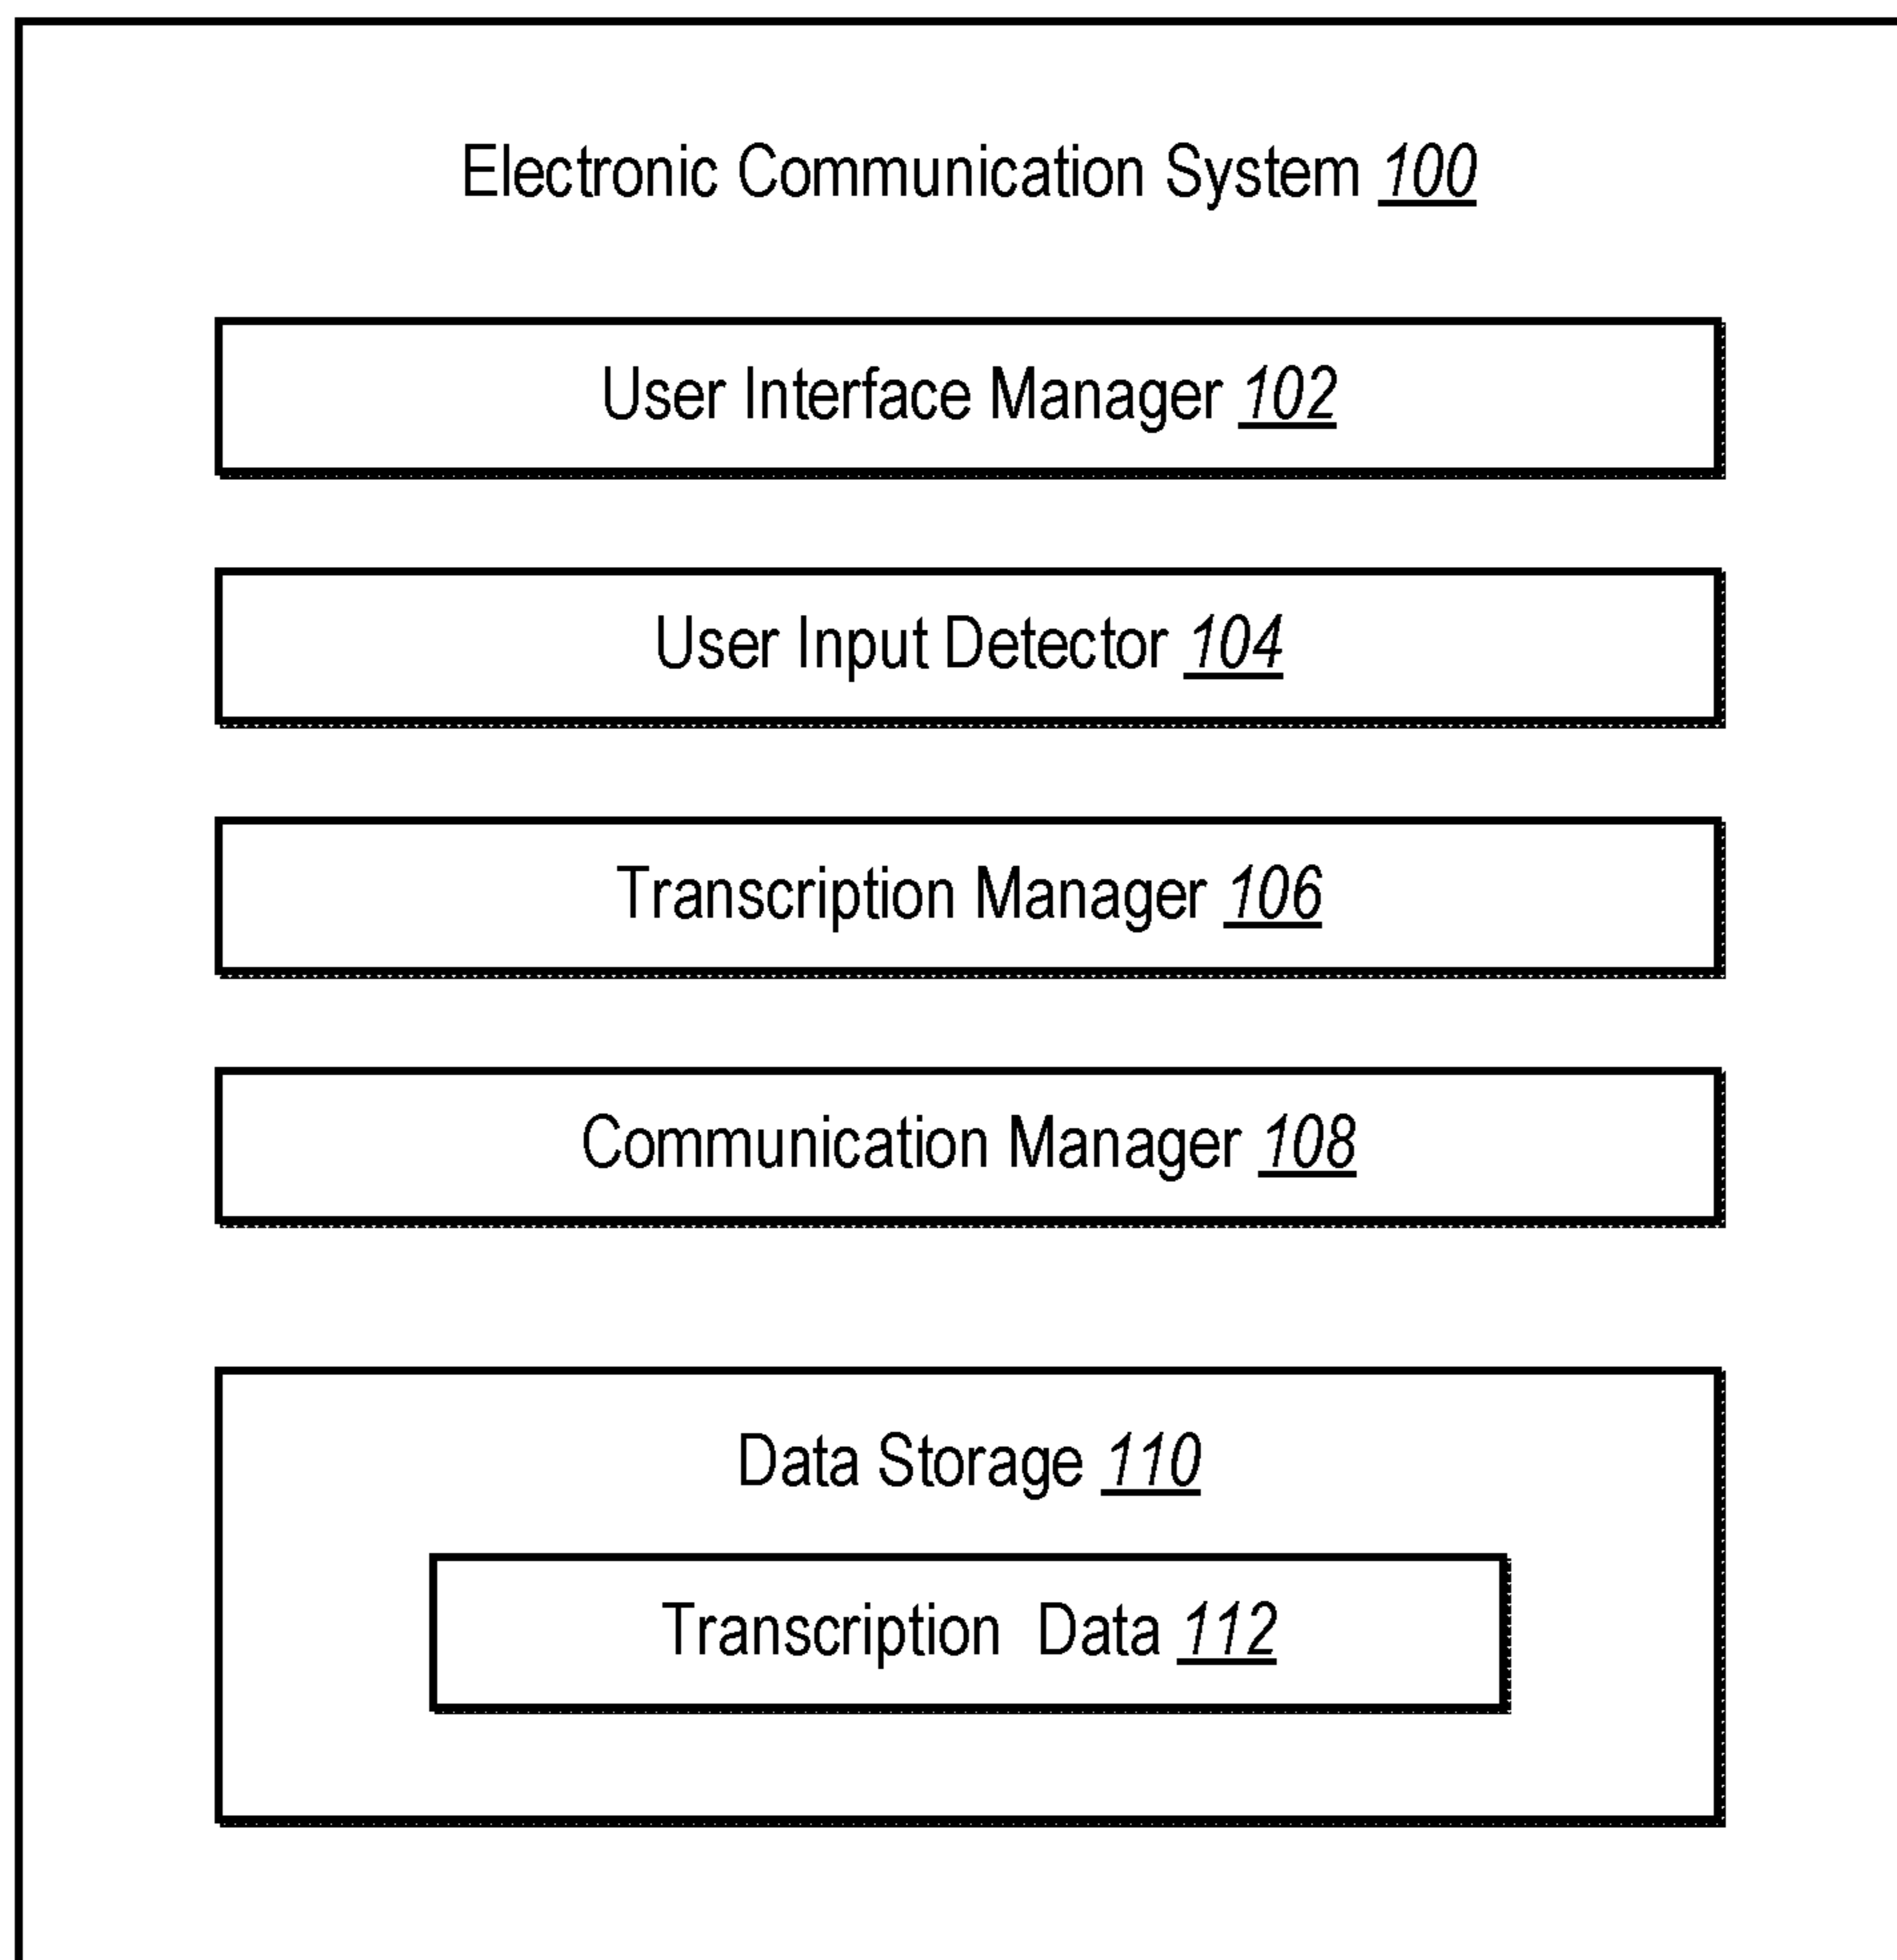 Electronic Communication System 100
User Interface Manager 102
User Input Detector 104
Transcription Manager 106
Communication Manager 108
Data Storage 110
Transcription Data 112